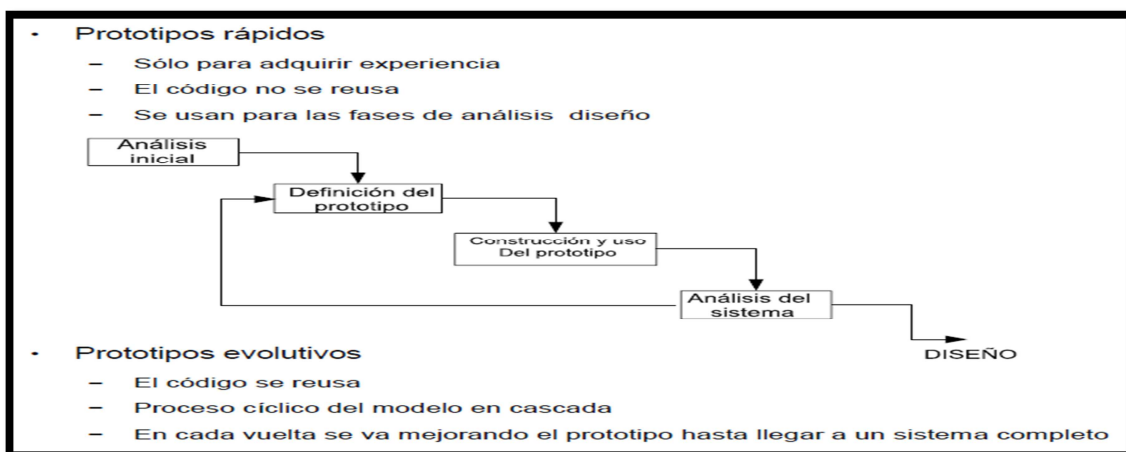 • Prototipos rápidos
– Sólo para adquirir experiencia
– El código no se reusa
– Se usan para las fases de análisis diseño
Análisis
inicial
Definición del
prototipo
Construcción y uso
Del prototipo
Análisis del
sistema
DISEÑO
• Prototipos evolutivos
– El código se reusa
– Proceso cíclico del modelo en cascada
– En cada vuelta se va mejorando el prototipo hasta llegar a un sistema completo